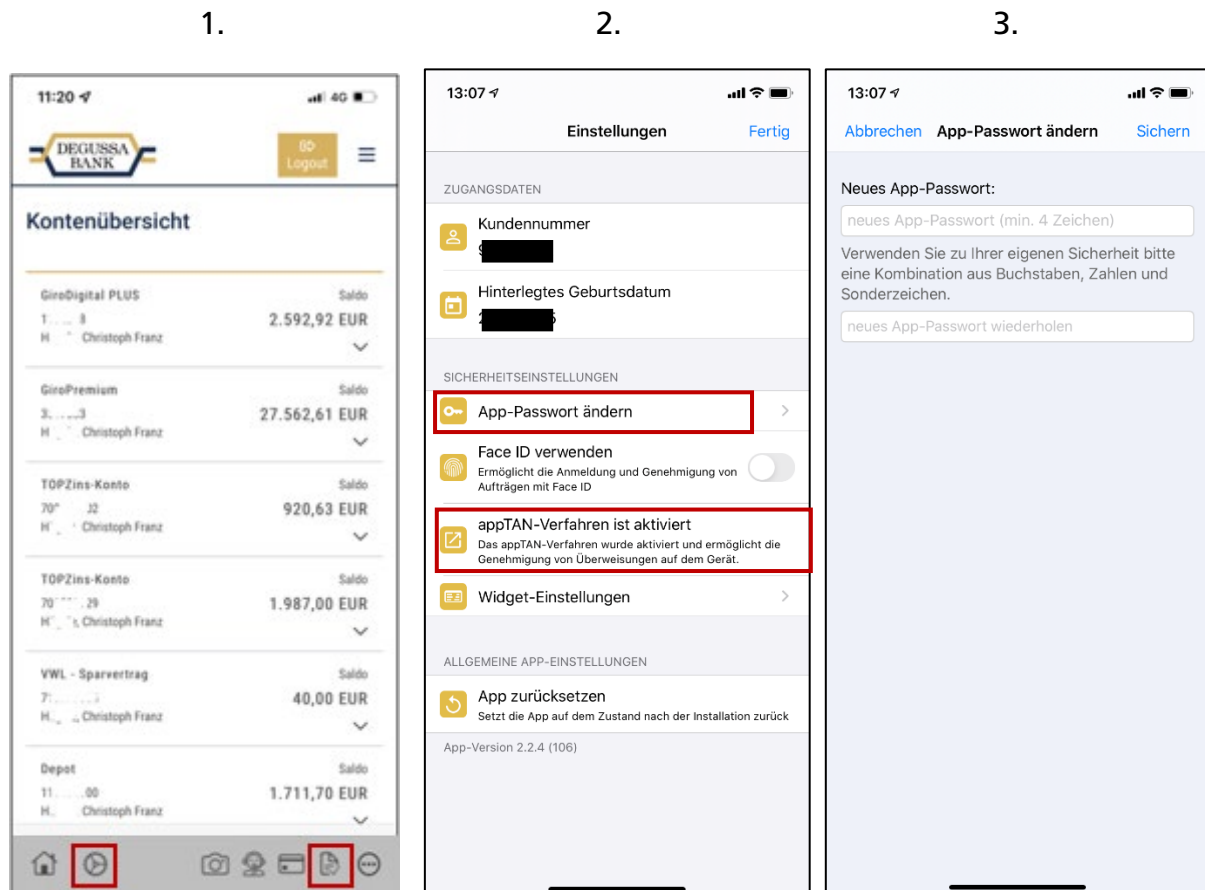 1.
2.
3.
11:20
4G
DEGUSSA
BANK
Logout
Kontenübersicht
GiroDigital PLUS
Saldo
2.592,92 EUR
Christoph Franz
GiroPremium
Saldo
27.562,61 EUR
Christoph Franz
TOPZins-Konto
Saldo
920,63 EUR
Christoph Franz
TOPZins-Konto
Saldo
1.987,00 EUR
Christoph Franz
VWL - Sparvertrag
Saldo
40,00 EUR
Christoph Franz
Depot
Saldo
1.711,70 EUR
Christoph Franz
13:07
Einstellungen
Fertig
ZUGANGSDATEN
Kundennummer
Hinterlegtes Geburtsdatum
SICHERHEITSEINSTELLUNGEN
App-Passwort ändern
Face ID verwenden
Ermöglicht die Anmeldung und Genehmigung von
Aufträgen mit Face ID
appTAN-Verfahren ist aktiviert
Das appTAN-Verfahren wurde aktiviert und ermöglicht die
Genehmigung von Überweisungen auf dem Gerät.
Widget-Einstellungen
ALLGEMEINE APP-EINSTELLUNGEN
App zurücksetzen
Setzt die App auf dem Zustand nach der Installation zurück
App-Version 2.2.4 (106)
13:07
Abbrechen
App-Passwort ändern
Sichern
Neues App-Passwort:
neues App-Passwort (min. 4 Zeichen)
Verwenden Sie zu Ihrer eigenen Sicherheit bitte
eine Kombination aus Buchstaben, Zahlen und
Sonderzeichen.
neues App-Passwort wiederholen